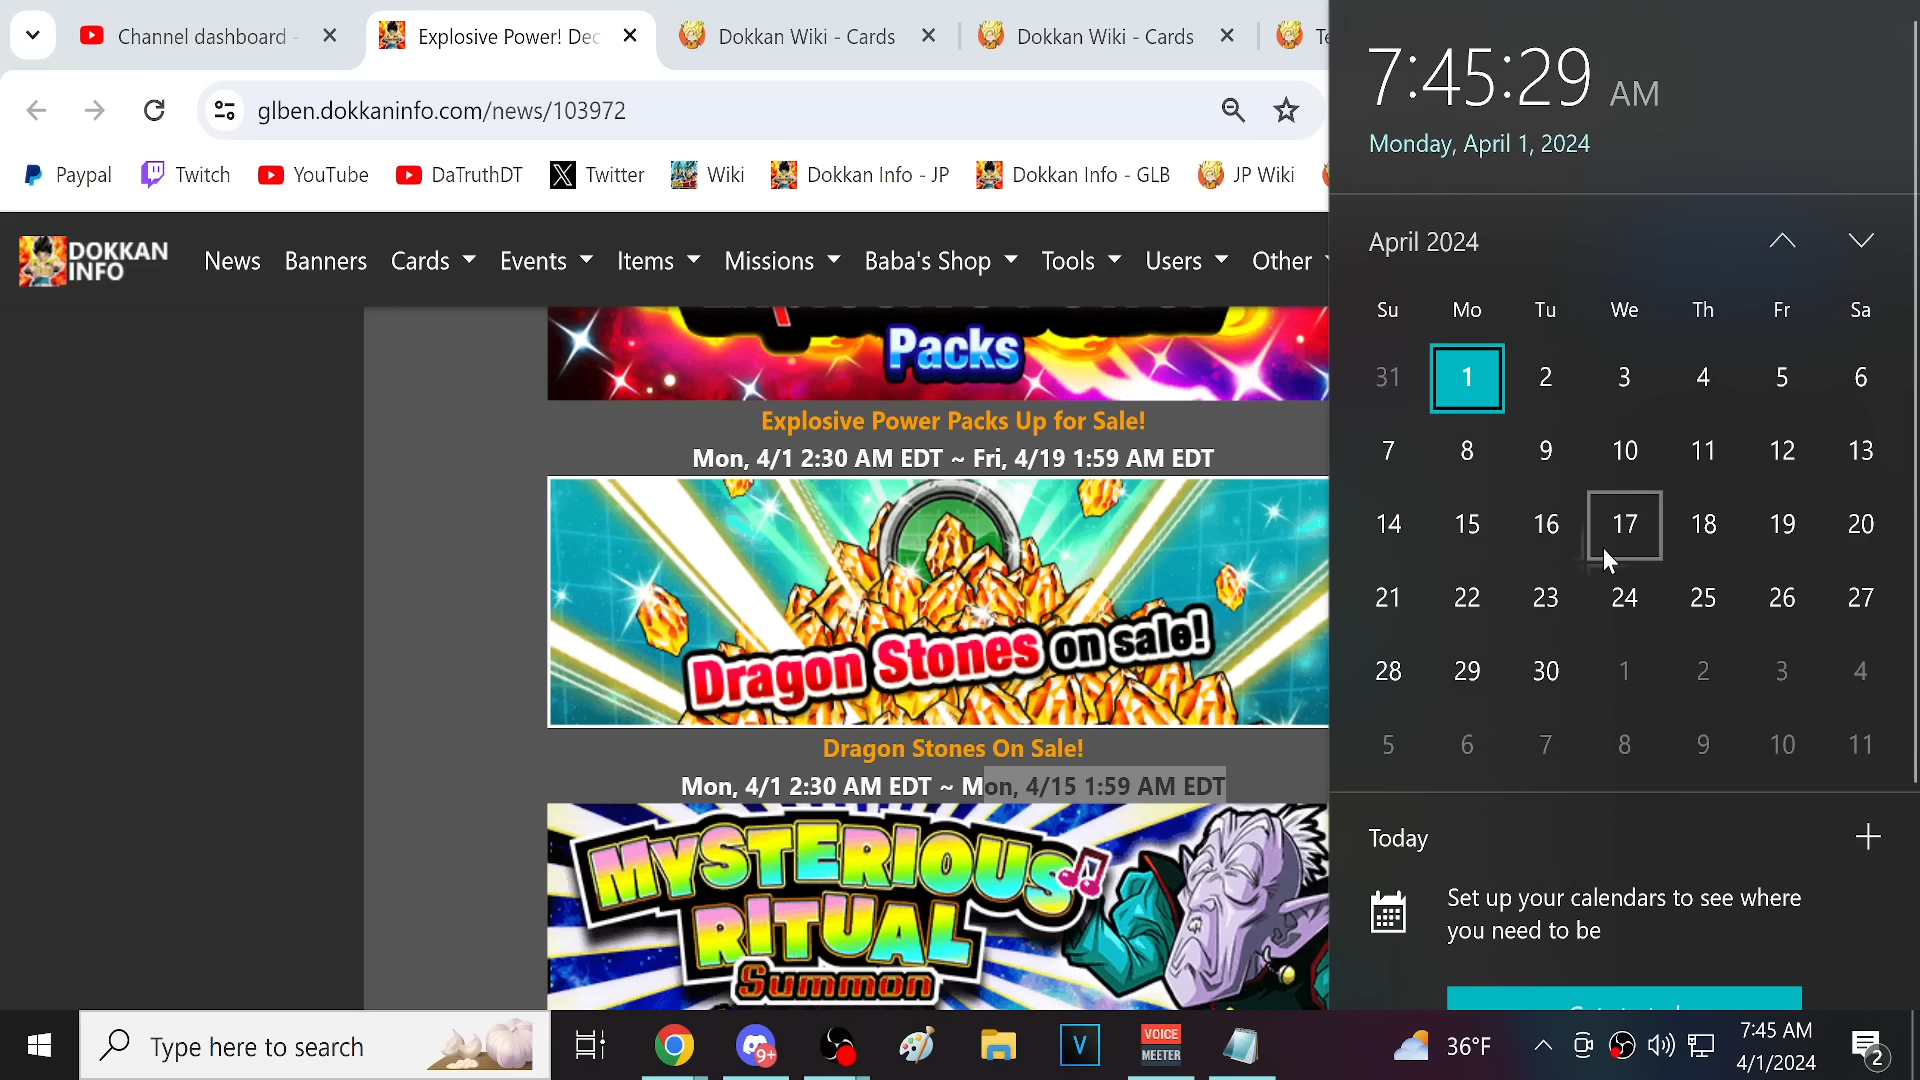 Channel dashboard -
Explosive Power! Dec
Dokkan Wiki - Cards
Dokkan Wiki - Cards
Te
glben.dokkaninfo.com/news/103972
Paypal
Twitch
YouTube
DaTruthDT
Twitter
Wiki
Dokkan Info - JP
Dokkan Info - GLB
JP Wiki
DOKKAN
INFO
News
Banners
Cards
Events
Items
Missions
Baba's Shop
Tools
Users
Other
Packs
Explosive Power Packs Up for Sale!
Mon, 4/1 2:30 AM EDT ~ Fri, 4/19 1:59 AM EDT
Dragon Stones on sale!
Dragon Stones On Sale!
Mon, 4/1 2:30 AM EDT ~ Mon, 4/15 1:59 AM EDT
MYSTERIOUS
RITUAL
Summon
7:45:29 AM
Monday, April 1, 2024
April 2024
Su Mo Tu We Th Fr Sa
31 1 2 3 4 5 6
7 8 9 10 11 12 13
14 15 16 17 18 19 20
21 22 23 24 25 26 27
28 29 30 1 2 3 4
5 6 7 8 9 10 11
Today
Set up your calendars to see where
you need to be
Type here to search
9+
V
VOICE
MEETER
36°F
7:45 AM
4/1/2024
2